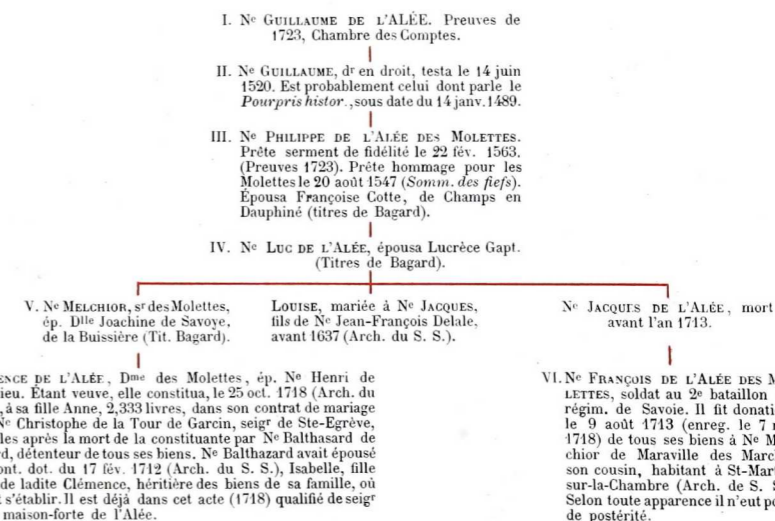 I. Nᵉ GUILLAUME DE L'ALÉE. Preuves de
1723, Chambre des Comptes.
II. Nᵉ GUILLAUME, dʳ en droit, testa le 14 juin
1520. Est probablement celui dont parle le
Pourpris histor., sous date du 14 janv. 1489.
III. Nᵉ PHILIPPE DE L'ALÉE DES MOLETTES.
Prête serment de fidélité le 22 fév. 1563.
(Preuves 1723). Prête hommage pour les
Molettes le 20 août 1547 (Somm. des fiefs).
Épousa Françoise Cotte, de Champs en
Dauphiné (titres de Bagard).
IV. Nᵉ LUC DE L'ALÉE, épousa Lucrèce Gapt.
(Titres de Bagard).
V. Nᵉ MELCHIOR, sʳ des Molettes,
ép. Dˡˡᵉ Joachine de Savoye,
de la Buissière (Tit. Bagard).
LOUISE, mariée à Nᵉ JACQUES,
fils de Nᵉ Jean-François Delale,
avant 1637 (Arch. du S. S.).
Nᵉ JACQUES DE L'ALÉE, mort
avant l'an 1713.
ENCE DE L'ALÉE, Dᵐᵉ des Molettes, ép. Nᵉ Henri de
ieu. Étant veuve, elle constitua, le 25 oct. 1718 (Arch. du
, à sa fille Anne, 2,333 livres, dans son contrat de mariage
Nᵉ Christophe de la Tour de Garcin, seigʳ de Ste-Egrève,
les après la mort de la constituante par Nᵉ Balthasard de
d, détenteur de tous ses biens. Nᵉ Balthazard avait épousé
ont. dot. du 17 fév. 1712 (Arch. du S. S.), Isabelle, fille
de ladite Clémence, héritière des biens de sa famille, où
t s'établir. Il est déjà dans cet acte (1718) qualifié de seigʳ
maison-forte de l'Alée.
VI. Nᵉ FRANÇOIS DE L'ALÉE DES M
LETTES, soldat au 2ᵉ bataillon
régim. de Savoie. Il fit donati
le 9 août 1713 (enreg. le 7
1718) de tous ses biens à Nᵉ M
chior de Maraville des Marc
son cousin, habitant à St-Mart
sur-la-Chambre (Arch. de S. S
Selon toute apparence il n'eut p
de postérité.